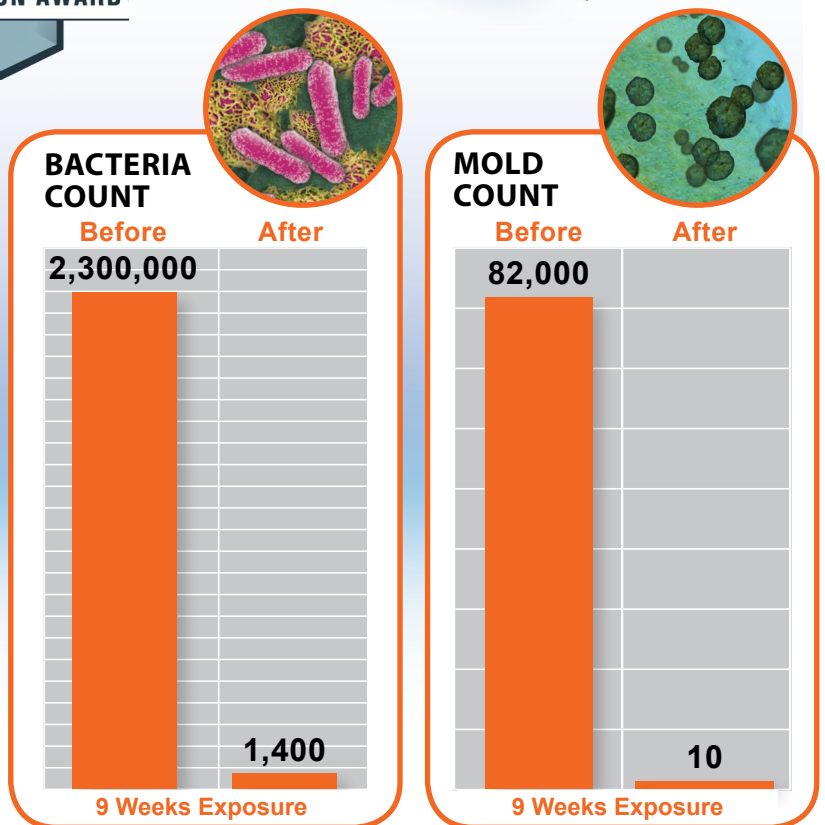 AWARD
BACTERIA
COUNT
Before After
2,300,000
1,400
9 Weeks Exposure
MOLD
COUNT
Before After
82,000
10
9 Weeks Exposure